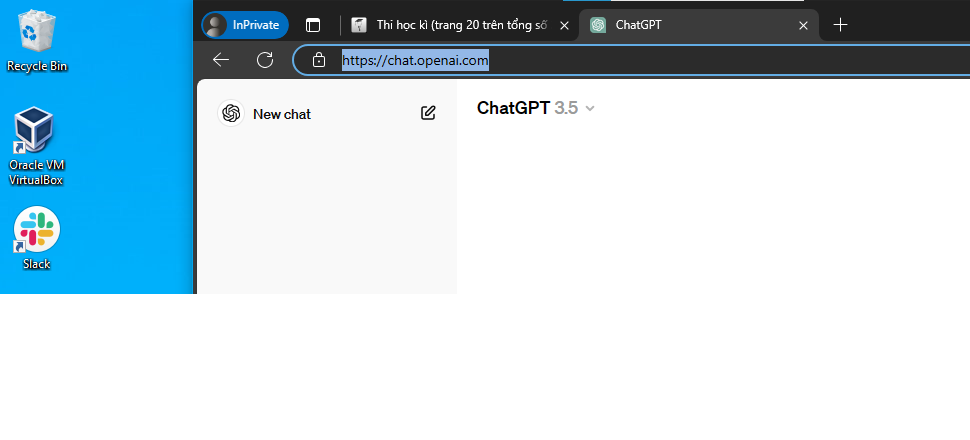 Recycle Bin
Oracle VM
VirtualBox
Slack
InPrivate
Thi học kì (trang 20 trên tổng số
ChatGPT
https://chat.openai.com
New chat
ChatGPT 3.5